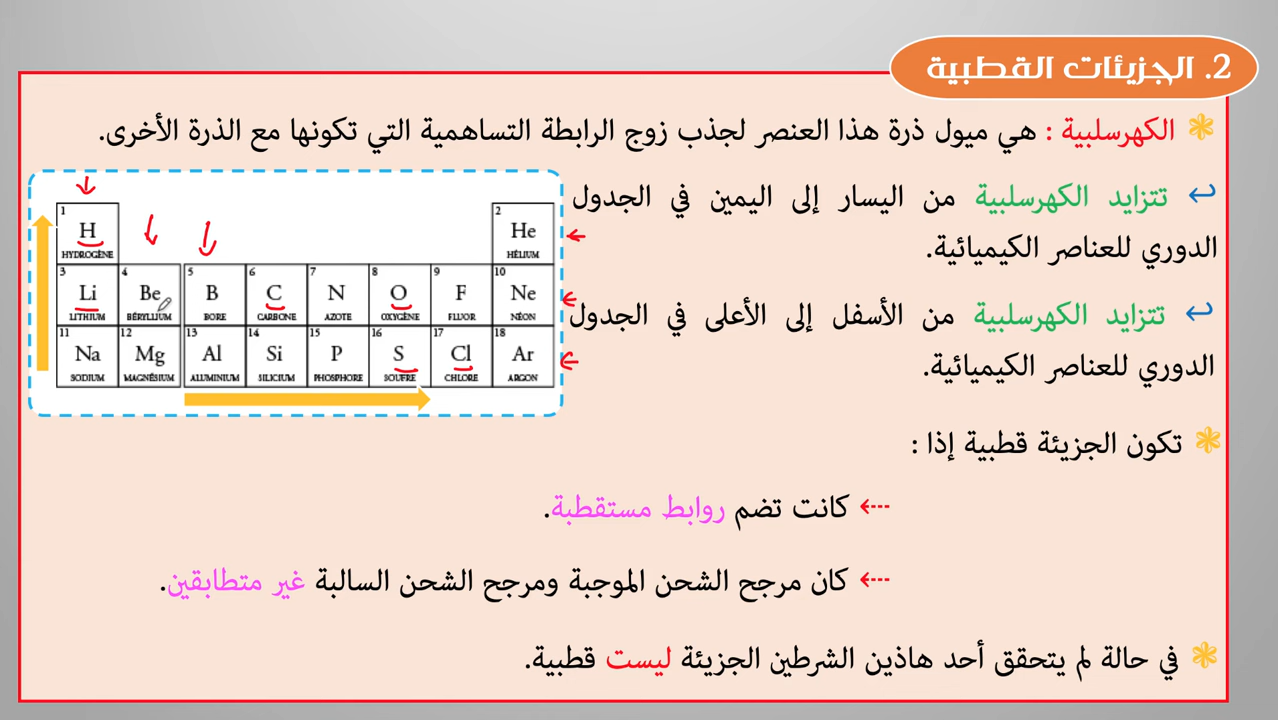 2. الجزيئات القطبية
الكهرسلبية : هي ميول ذرة هذا العنصر لجذب زوج الرابطة التساهمية التي تكونها مع الذرة الأخرى.
تتزايد الكهرسلبية من اليسار إلى اليمين في الجدول
الدوري للعناصر الكيميائية.
تتزايد الكهرسلبية من الأسفل إلى الأعلى في الجدول
الدوري للعناصر الكيميائية.
1 2
H He
HYDROGÈNE HÉLIUM
3 4 5 6 7 8 9 10
Li Be B C N O F Ne
LITHIUM BÉRYLLIUM BORE CARBONE AZOTE OXYGÈNE FLUOR NÉON
11 12 13 14 15 16 17 18
Na Mg Al Si P S Cl Ar
SODIUM MAGNÉSIUM ALUMINIUM SILICIUM PHOSPHORE SOUFRE CHLORE ARGON
تكون الجزيئة قطبية إذا :
كانت تضم روابط مستقطبة.
كان مرجح الشحن الموجبة ومرجح الشحن السالبة غير متطابقين.
في حالة لم يتحقق أحد هاذين الشرطين الجزيئة ليست قطبية.